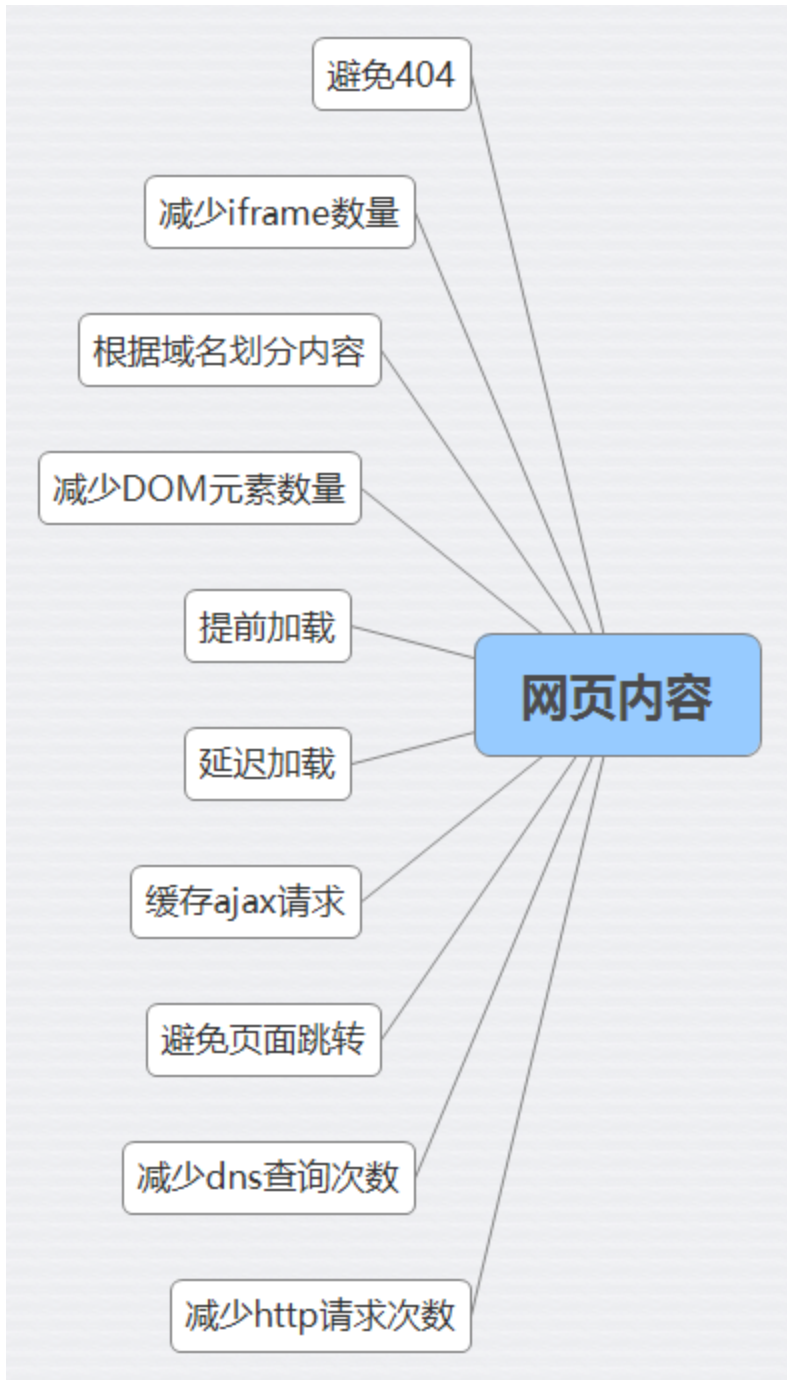 避免404
减少iframe数量
根据域名划分内容
减少DOM元素数量
提前加载
网页内容
延迟加载
缓存ajax请求
避免页面跳转
减少dns查询次数
减少http请求次数